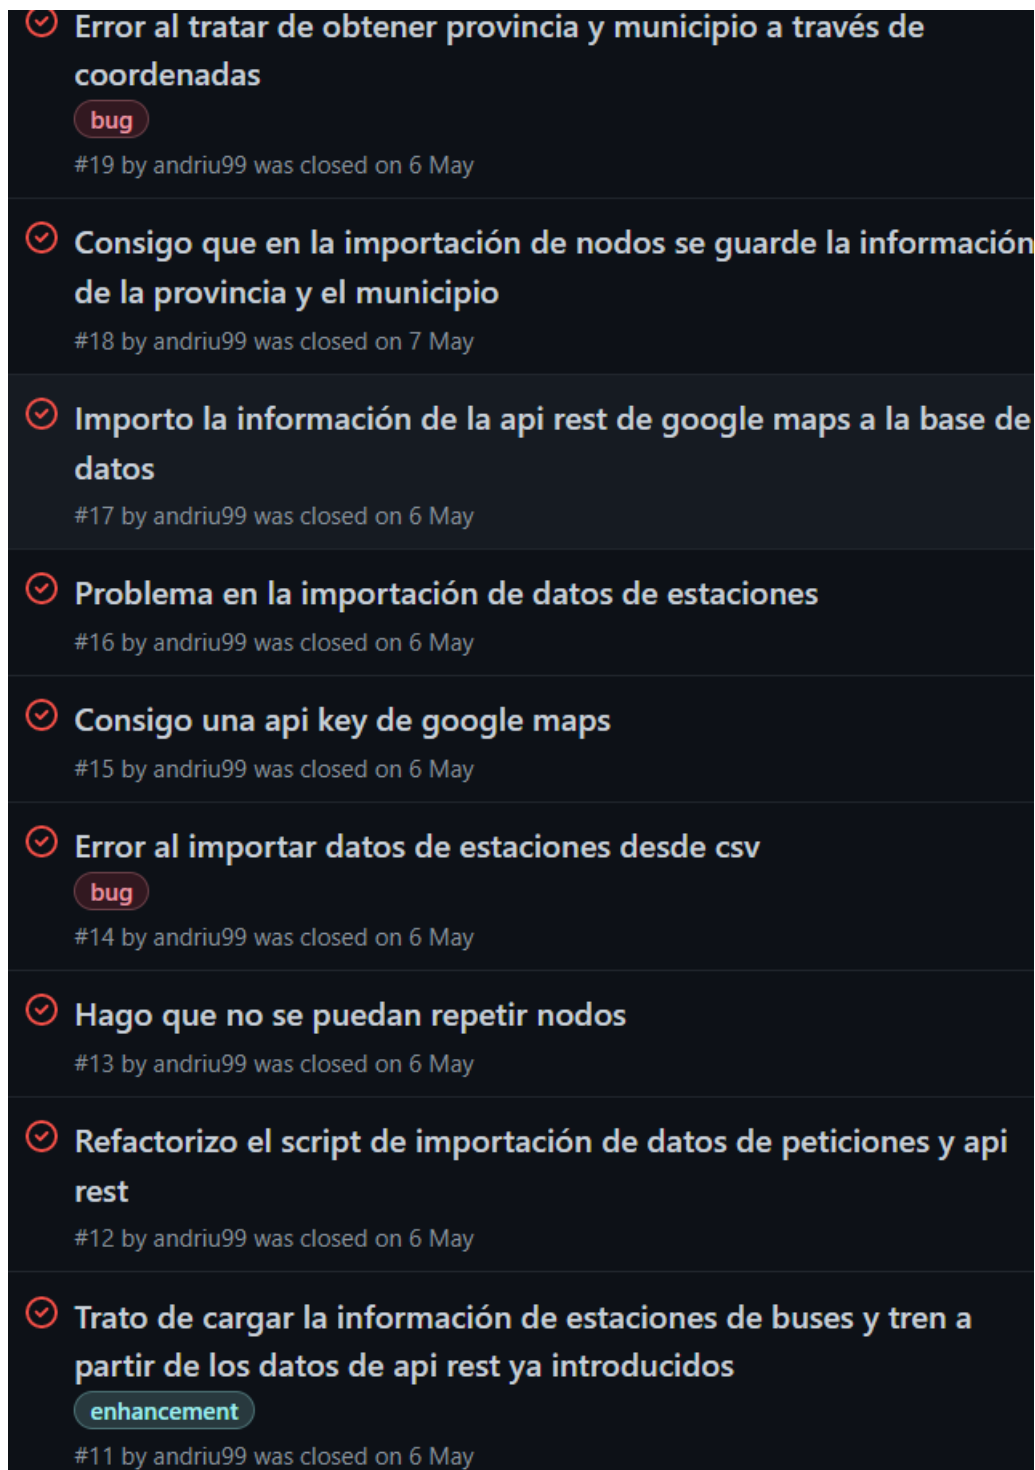 Error al tratar de obtener provincia y municipio a través de
coordenadas
bug
#19 by andriu99 was closed on 6 May
Consigo que en la importación de nodos se guarde la información
de la provincia y el municipio
#18 by andriu99 was closed on 7 May
Importo la información de la api rest de google maps a la base de
datos
#17 by andriu99 was closed on 6 May
Problema en la importación de datos de estaciones
#16 by andriu99 was closed on 6 May
Consigo una api key de google maps
#15 by andriu99 was closed on 6 May
Error al importar datos de estaciones desde csv
bug
#14 by andriu99 was closed on 6 May
Hago que no se puedan repetir nodos
#13 by andriu99 was closed on 6 May
Refactorizo el script de importación de datos de peticiones y api
rest
#12 by andriu99 was closed on 6 May
Trato de cargar la información de estaciones de buses y tren a
partir de los datos de api rest ya introducidos
enhancement
#11 by andriu99 was closed on 6 May